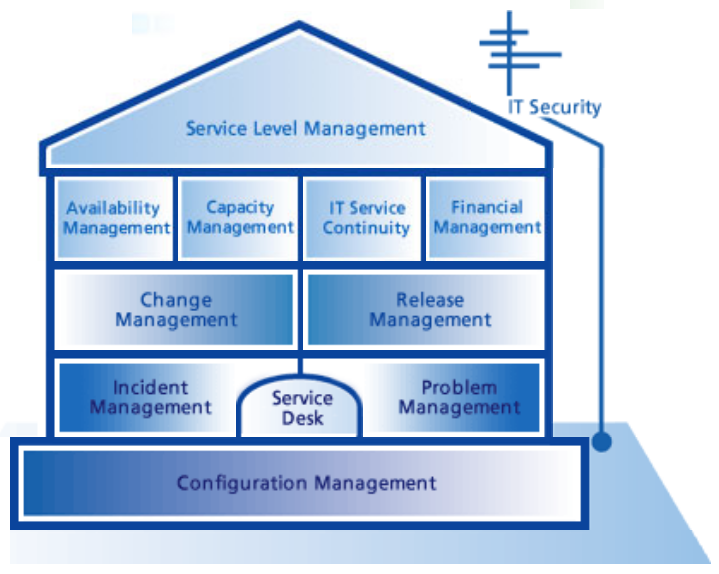 IT Security
Service Level Management
Availability
Management
Capacity
Management
IT Service
Continuity
Financial
Management
Change
Management
Release
Management
Incident
Management
Service
Desk
Problem
Management
Configuration Management